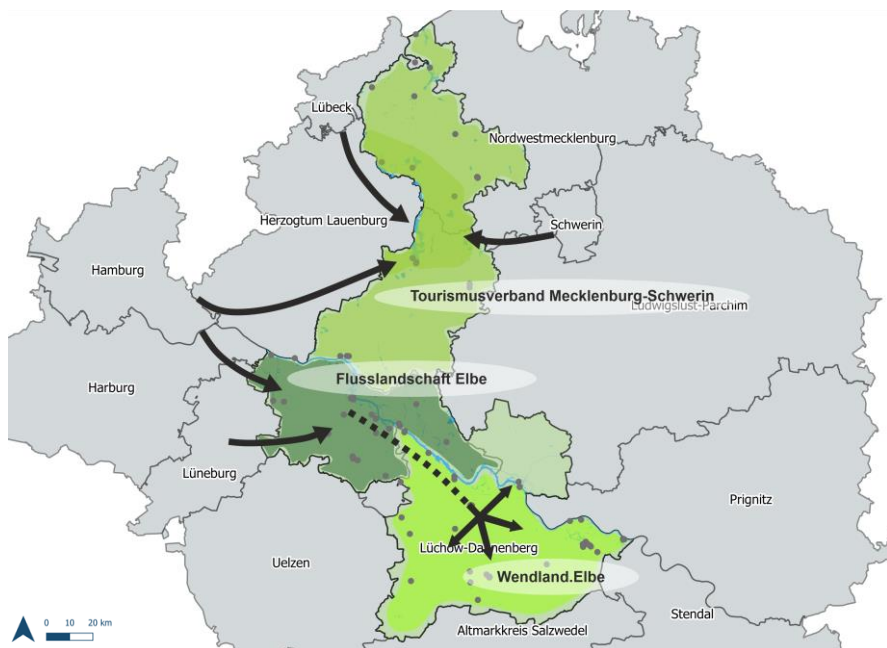 Lübeck
Nordwestmecklenburg
Herzogtum Lauenburg
Schwerin
Hamburg
Tourismusverband Mecklenburg-Schwerin
Ludwigslust-Parchim
Harburg
Flusslandschaft Elbe
Lüneburg
Prignitz
Lüchow-Dannenberg
Uelzen
Wendland.Elbe
Stendal
Altmarkkreis Salzwedel
0 10 20 km